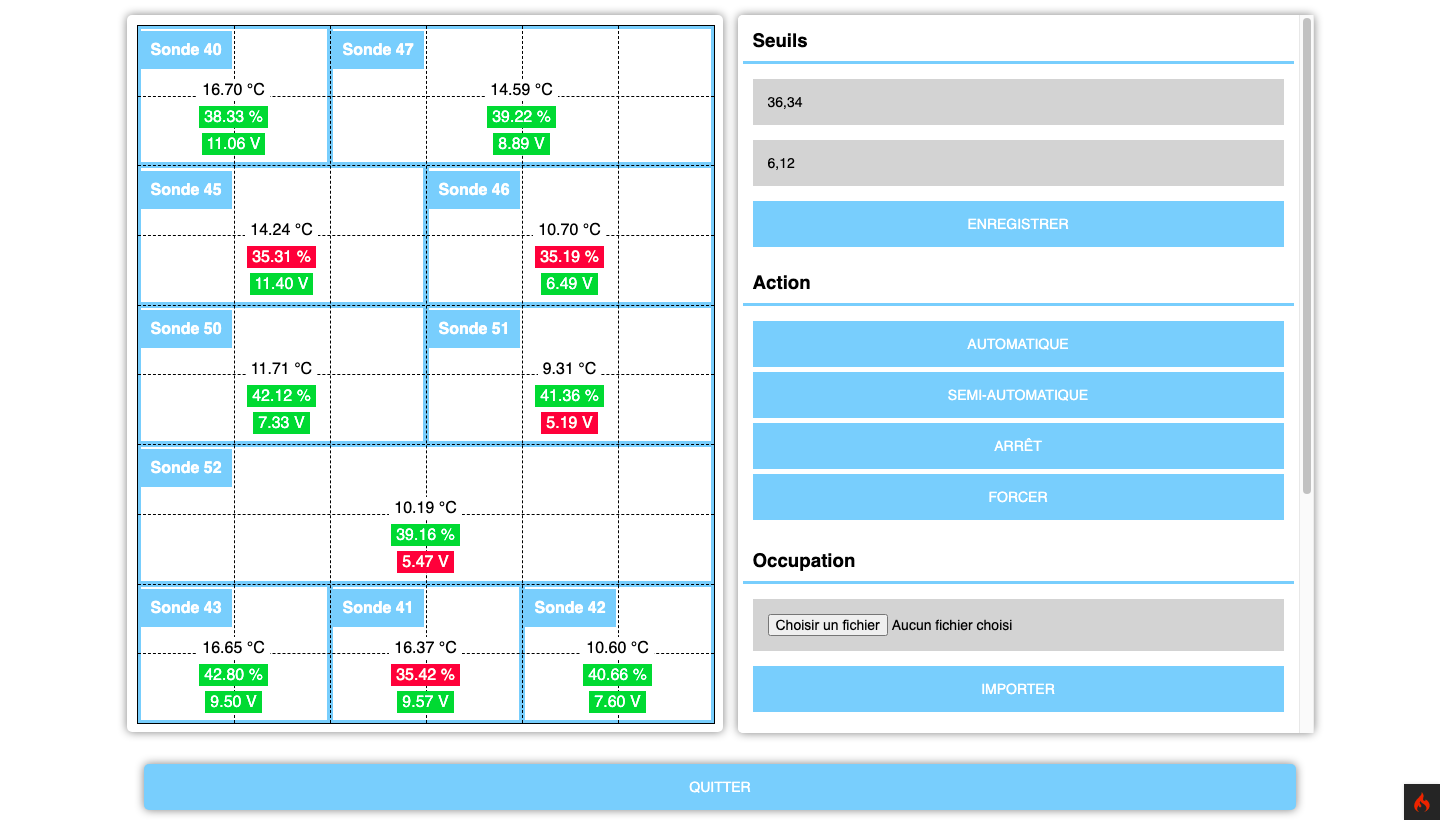 Sonde 40
16.70 °C
38.33 %
11.06 V
Sonde 47
14.59 °C
39.22 %
8.89 V
Sonde 45
14.24 °C
35.31 %
11.40 V
Sonde 46
10.70 °C
35.19 %
6.49 V
Sonde 50
11.71 °C
42.12 %
7.33 V
Sonde 51
9.31 °C
41.36 %
5.19 V
Sonde 52
10.19 °C
39.16 %
5.47 V
Sonde 43
16.65 °C
42.80 %
9.50 V
Sonde 41
16.37 °C
35.42 %
9.57 V
Sonde 42
10.60 °C
40.66 %
7.60 V
Seuils
36,34
6,12
ENREGISTRER
Action
AUTOMATIQUE
SEMI-AUTOMATIQUE
ARRÊT
FORCER
Occupation
Choisir un fichier Aucun fichier choisi
IMPORTER
QUITTER